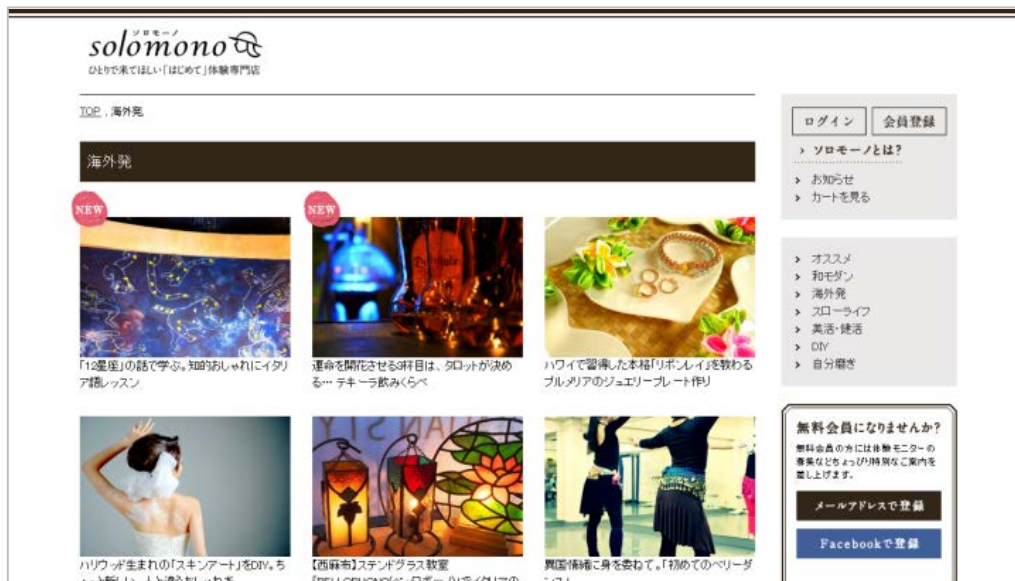 ソロモーノ
solomono
ひとりで来てほしい「はじめて」体験専門店
TOP , 海外発
海外発
NEW
NEW
「12星座」の話で学ぶ。知的おしゃれにイタリ
ア語レッスン
運命を開花させる3杯目は、タロットが決め
る… テキーラ飲みくらべ
ハワイで習得した本格「リボンレイ」を教わる
プルメリアのジュエリープレート作り
ハリウッド生まれの「スキンアート」をDIY。ち
【西麻布】ステンドグラス教室
異国情緒に身を委ねて。「初めてのベリーダ
ログイン 会員登録
› ソロモーノとは?
› お知らせ
› カートを見る
› オススメ
› 和モダン
› 海外発
› スローライフ
› 美活・健活
› DIY
› 自分磨き
無料会員になりませんか?
無料会員の方には体験モニターの
募集などちょっぴり特別なご案内を
差し上げます。
メールアドレスで登録
Facebookで登録